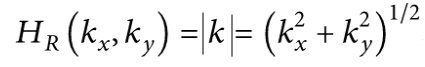 H_R(k_x, k_y) = |k| = (k_x^2 + k_y^2)^{1/2}